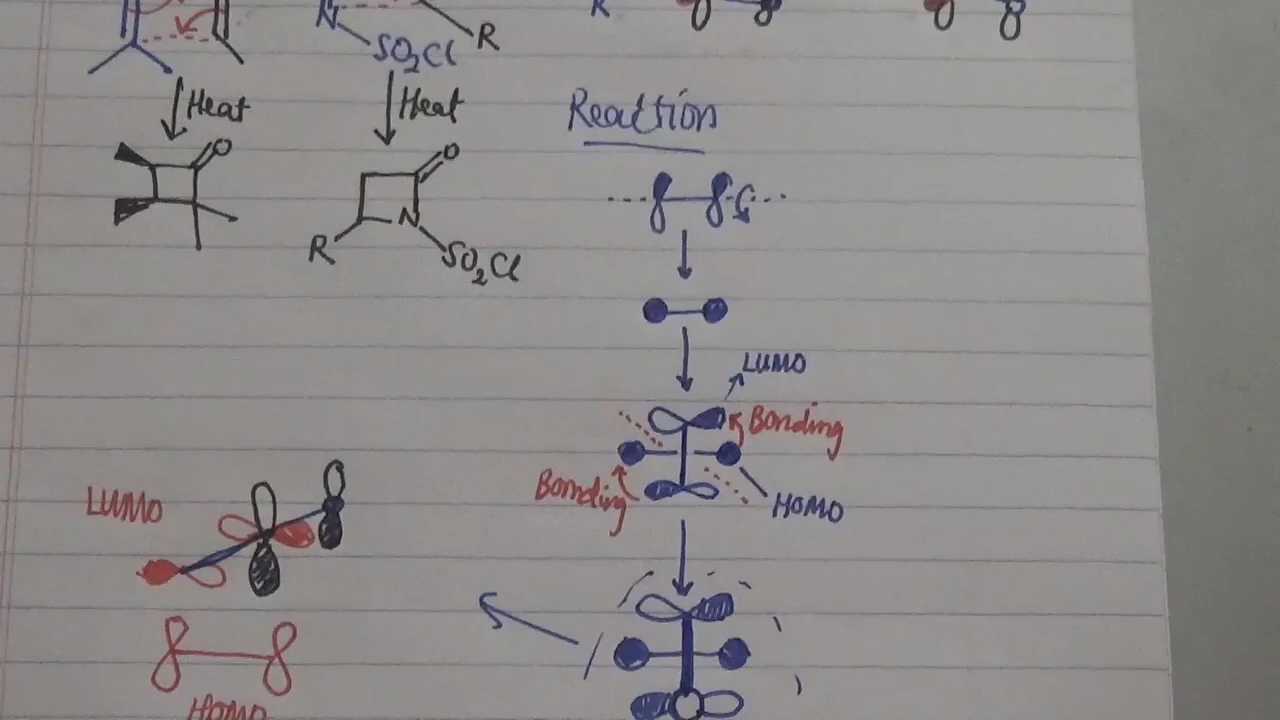 N
SO2Cl
R
R
Heat
Heat
Reaction
O
O
N
R
SO2Cl
LUMO
Bonding
Bonding
HOMO
LUMO
HOMO